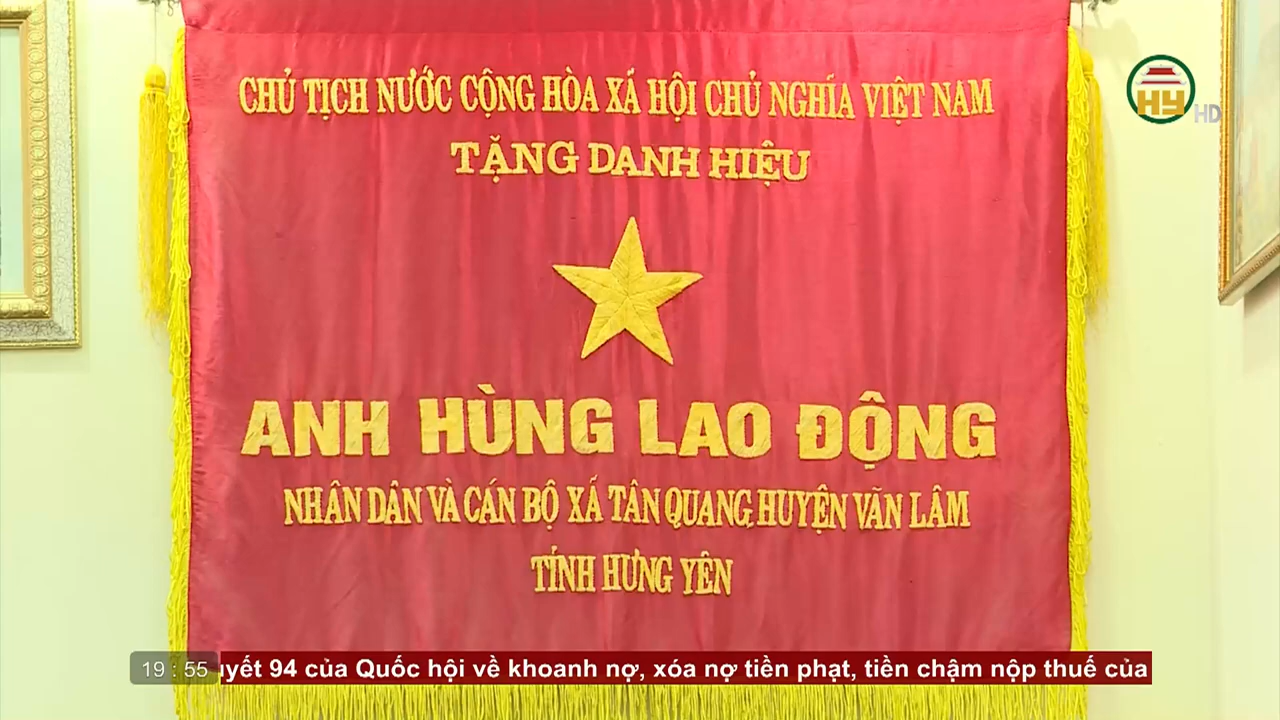 CHỦ TỊCH NƯỚC CỘNG HÒA XÃ HỘI CHỦ NGHĨA VIỆT NAM
TẶNG DANH HIỆU
ANH HÙNG LAO ĐỘNG
NHÂN DÂN VÀ CÁN BỘ XÃ TÂN QUANG HUYỆN VĂN LÂM
TỈNH HƯNG YÊN
HY HD
19 : 55
yết 94 của Quốc hội về khoanh nợ, xóa nợ tiền phạt, tiền chậm nộp thuế của